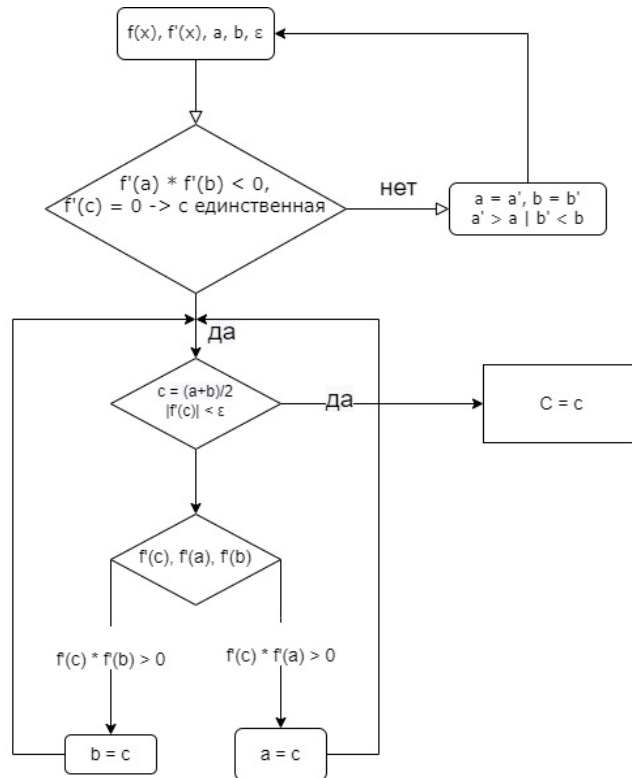 f(x), f'(x), a, b, ε
f'(a) * f'(b) < 0,
f'(c) = 0 -> с единственная
нет
a = a', b = b'
a' > a | b' < b
да
c = (a+b)/2
|f'(c)| < ε
да
C = c
f'(c), f'(a), f'(b)
f'(c) * f'(b) > 0
f'(c) * f'(a) > 0
b = c
a = c